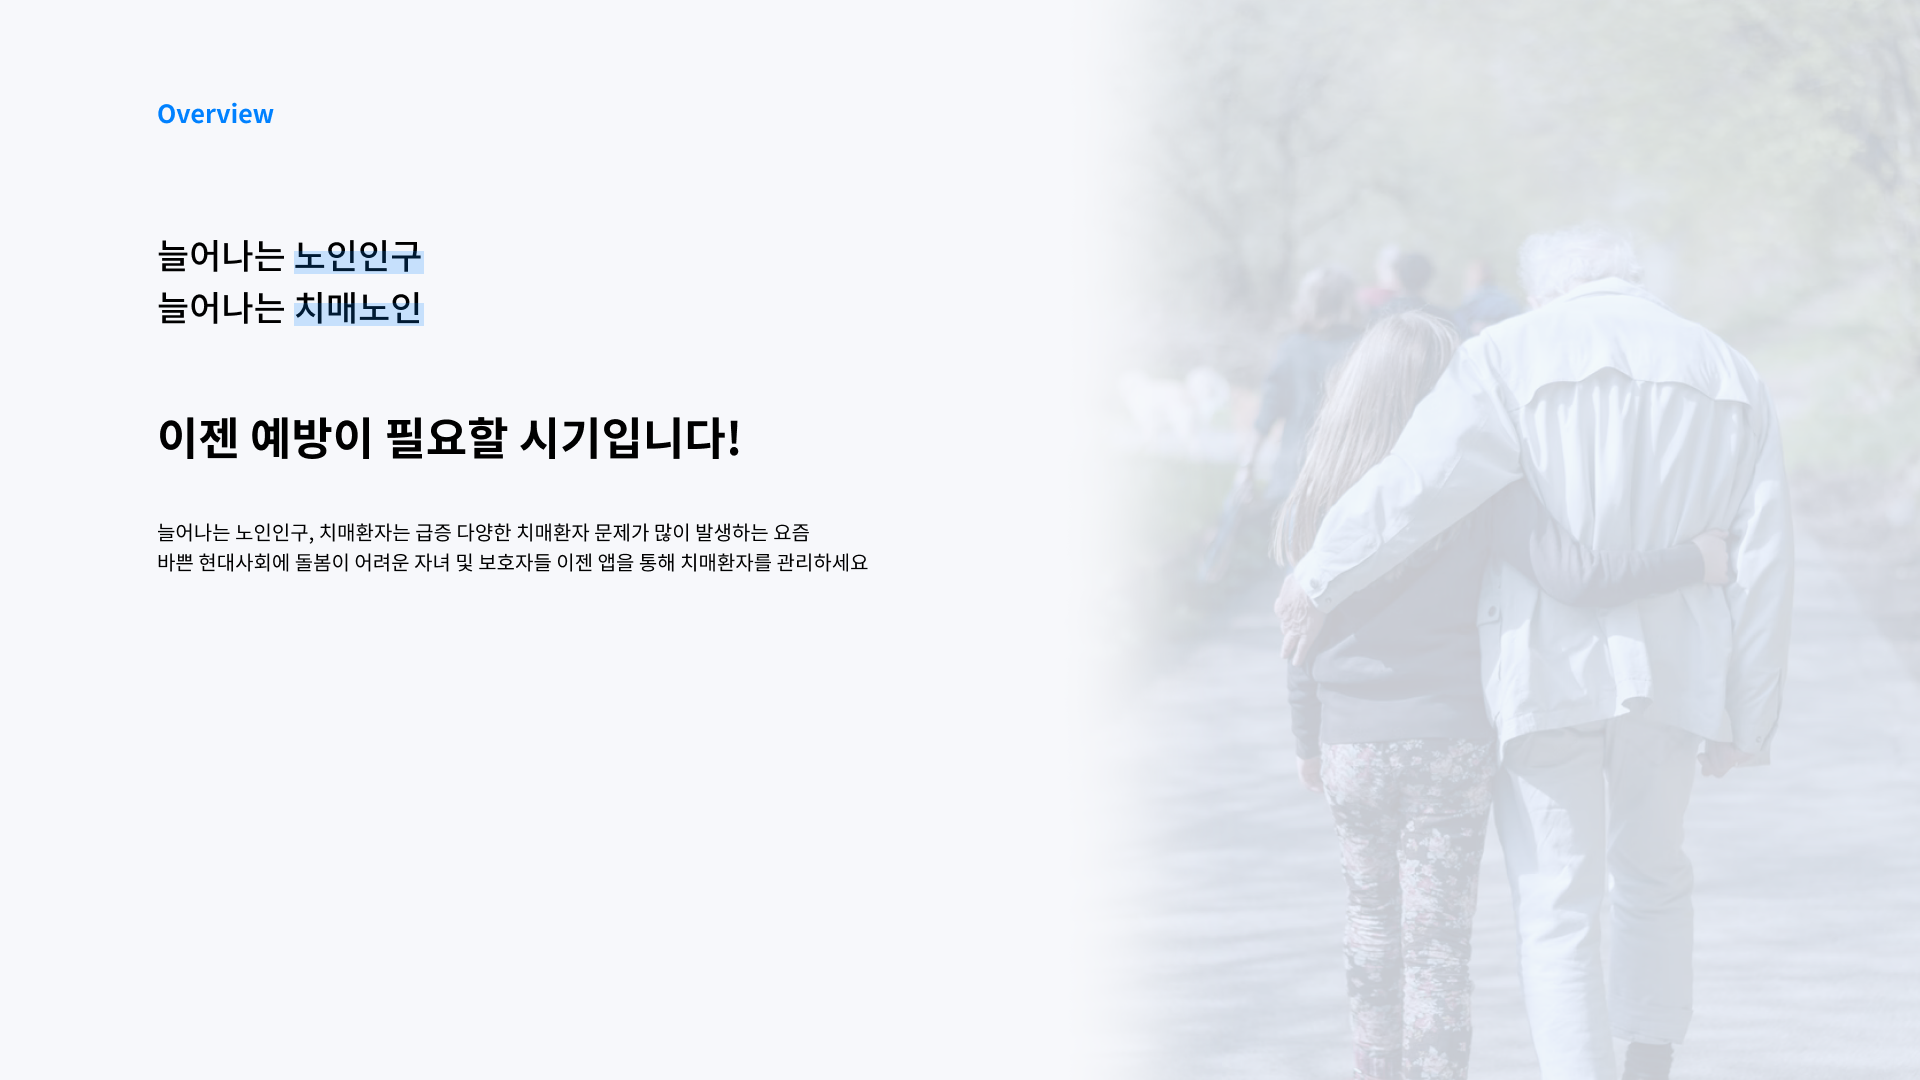 Overview
늘어나는 노인인구
늘어나는 치매노인
이젠 예방이 필요할 시기입니다!
늘어나는 노인인구, 치매환자는 급증 다양한 치매환자 문제가 많이 발생하는 요즘
바쁜 현대사회에 돌봄이 어려운 자녀 및 보호자들 이젠 앱을 통해 치매환자를 관리하세요